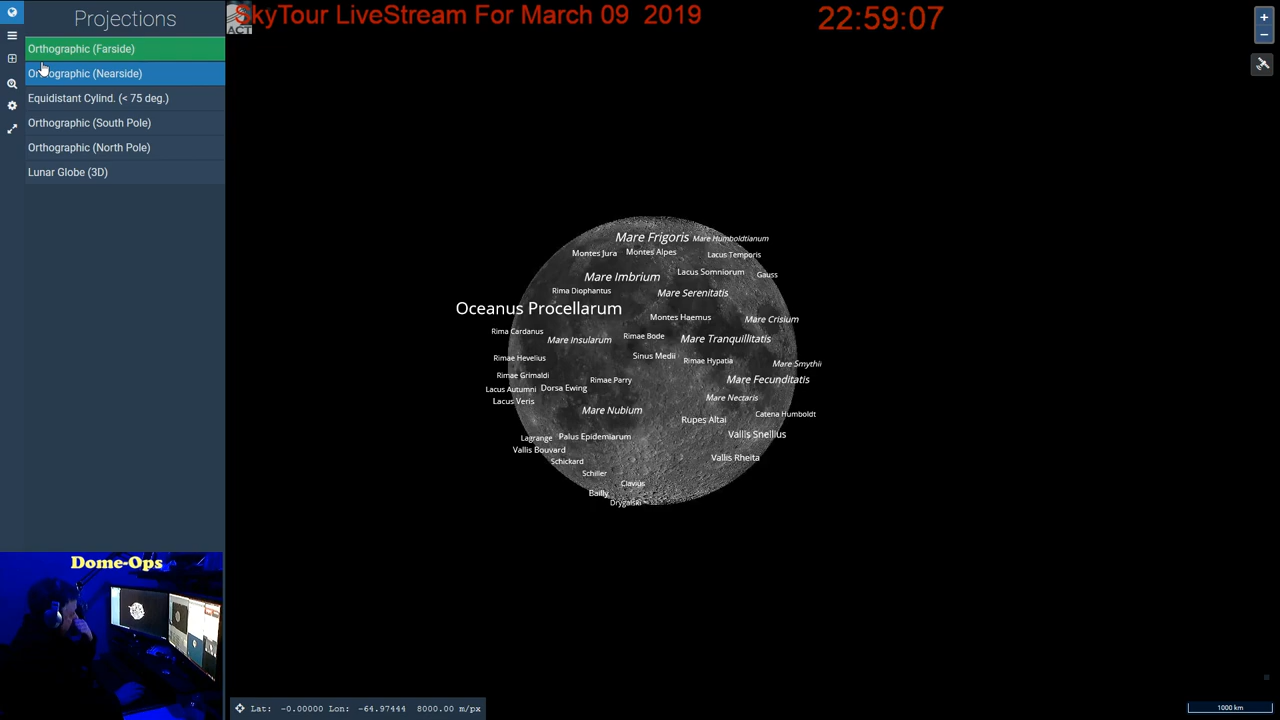 Projections
SkyTour LiveStream For March 09 2019
22:59:07
ACT
Orthographic (Farside)
Orthographic (Nearside)
Equidistant Cylind. (< 75 deg.)
Orthographic (South Pole)
Orthographic (North Pole)
Lunar Globe (3D)
+
−
Mare Frigoris
Mare Humboldtianum
Montes Jura
Montes Alpes
Lacus Temporis
Mare Imbrium
Lacus Somniorum
Gauss
Rima Diophantus
Mare Serenitatis
Oceanus Procellarum
Montes Haemus
Mare Crisium
Rima Cardanus
Mare Insularum
Rimae Bode
Mare Tranquillitatis
Rimae Hevelius
Sinus Medii
Rimae Hypatia
Mare Smythii
Rimae Grimaldi
Rimae Parry
Mare Fecunditatis
Lacus Autumni
Dorsa Ewing
Lacus Veris
Mare Nectaris
Mare Nubium
Catena Humboldt
Rupes Altai
Lagrange
Palus Epidemiarum
Vallis Snellius
Vallis Bouvard
Schickard
Vallis Rheita
Schiller
Clavius
Bailly
Drygalski
Dome-Ops
Lat: -0.00000 Lon: -64.97444 8000.00 m/px
1000 km